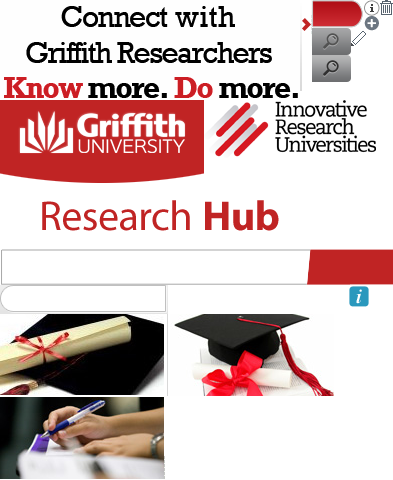 Connect with
Griffith Researchers
Know more. Do more.
Griffith
UNIVERSITY
Innovative
Research
Universities
Research Hub
i
i